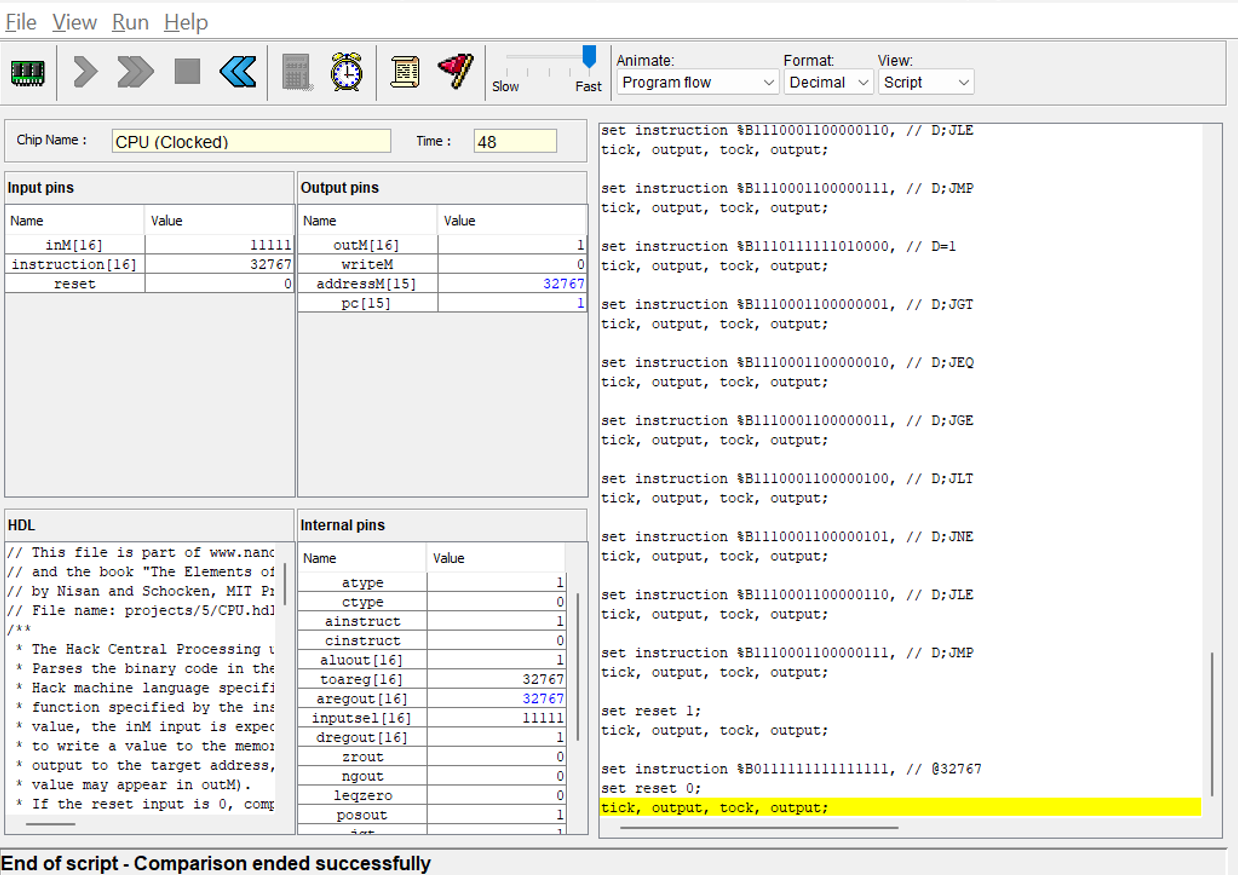 File View Run Help
Animate: Format: View:
Slow Fast Program flow Decimal Script
Chip Name : CPU (Clocked) Time : 48
Input pins
Name Value
inM[16] 11111
instruction[16] 32767
reset 0
Output pins
Name Value
outM[16] 1
writeM 0
addressM[15] 32767
pc[15] 1
HDL
// This file is part of www.nand
// and the book "The Elements of
// by Nisan and Schocken, MIT Pr
// File name: projects/5/CPU.hdl
/**
* The Hack Central Processing u
* Parses the binary code in the
* Hack machine language specifi
* function specified by the ins
* value, the inM input is expec
* to write a value to the memor
* output to the target address,
* value may appear in outM).
* If the reset input is 0, comp
Internal pins
Name Value
atype 1
ctype 0
ainstruct 1
cinstruct 0
aluout[16] 1
toareg[16] 32767
aregout[16] 32767
inputsel[16] 11111
dregout[16] 1
zrout 0
ngout 0
leqzero 0
posout 1
jgt 1
set instruction %B1110001100000110, // D;JLE
tick, output, tock, output;
set instruction %B1110001100000111, // D;JMP
tick, output, tock, output;
set instruction %B1110111111010000, // D=1
tick, output, tock, output;
set instruction %B1110001100000001, // D;JGT
tick, output, tock, output;
set instruction %B1110001100000010, // D;JEQ
tick, output, tock, output;
set instruction %B1110001100000011, // D;JGE
tick, output, tock, output;
set instruction %B1110001100000100, // D;JLT
tick, output, tock, output;
set instruction %B1110001100000101, // D;JNE
tick, output, tock, output;
set instruction %B1110001100000110, // D;JLE
tick, output, tock, output;
set instruction %B1110001100000111, // D;JMP
tick, output, tock, output;
set reset 1;
tick, output, tock, output;
set instruction %B0111111111111111, // @32767
set reset 0;
tick, output, tock, output;
End of script - Comparison ended successfully